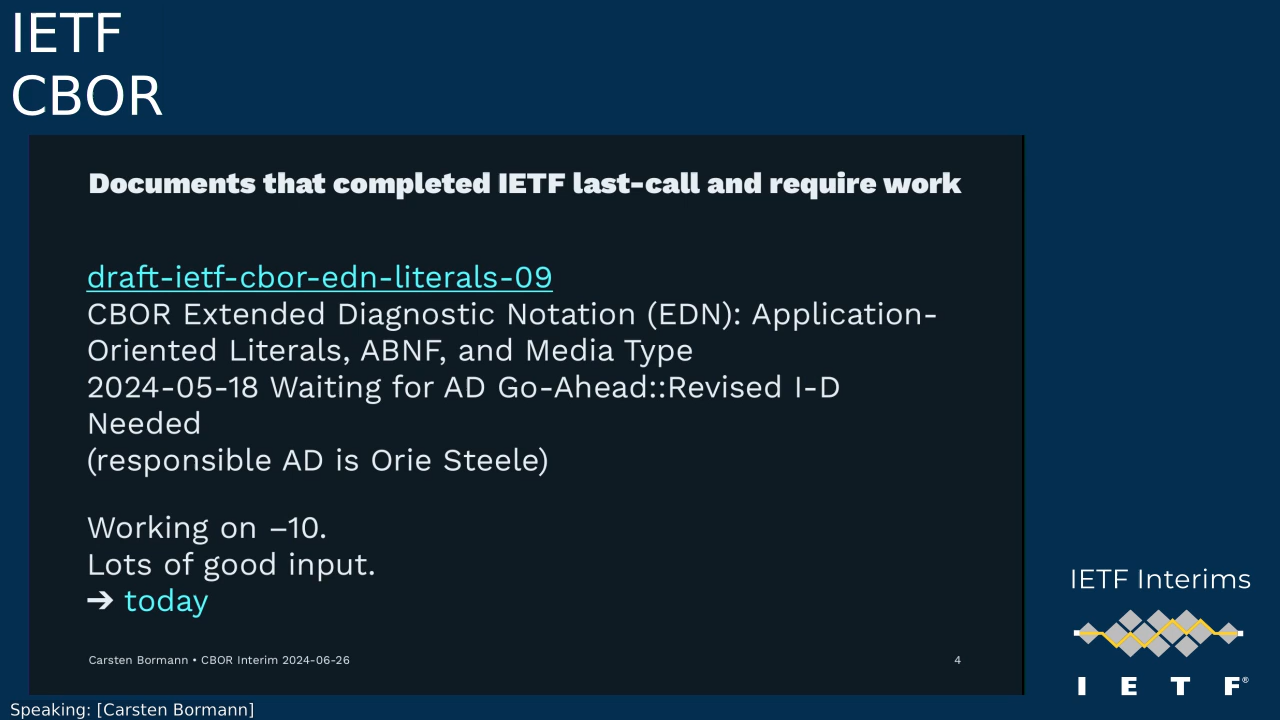 IETF
CBOR
Documents that completed IETF last-call and require work
draft-ietf-cbor-edn-literals-09
CBOR Extended Diagnostic Notation (EDN): Application-
Oriented Literals, ABNF, and Media Type
2024-05-18 Waiting for AD Go-Ahead::Revised I-D
Needed
(responsible AD is Orie Steele)
Working on –10.
Lots of good input.
➔ today
Carsten Bormann • CBOR Interim 2024-06-26
4
IETF Interims
I E T F®
Speaking: [Carsten Bormann]